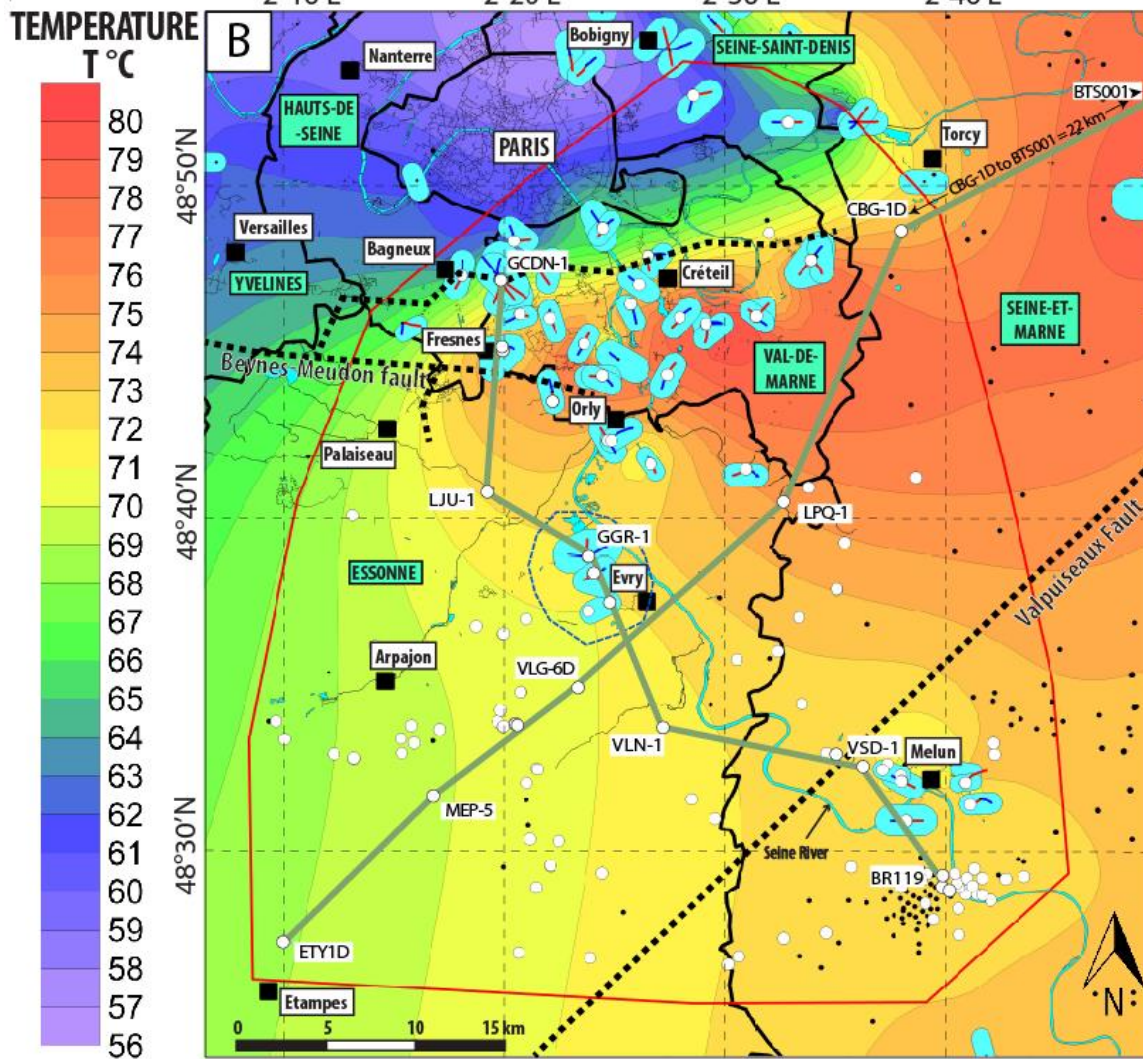 TEMPERATURE
T °C
80
79
78
77
76
75
74
73
72
71
70
69
68
67
66
65
64
63
62
61
60
59
58
57
56
B
48°50'N
48°40'N
48°30'N
Bobigny
SEINE-SAINT-DENIS
Nanterre
HAUTS-DE
-SEINE
PARIS
BTS001
Torcy
CBG-1D to BTS001 = 22 km
CBG-1D
Versailles
Bagneux
GCDN-1
Créteil
YVELINES
SEINE-ET-
MARNE
Fresnes
VAL-DE-
MARNE
Beynes-Meudon fault
Orly
Palaiseau
LJU-1
LPQ-1
GGR-1
Evry
ESSONNE
Valpuiseaux Fault
Arpajon
VLG-6D
VLN-1
VSD-1
Melun
MEP-5
Seine River
BR119
ETY1D
Etampes
0
5
10
15 km
N